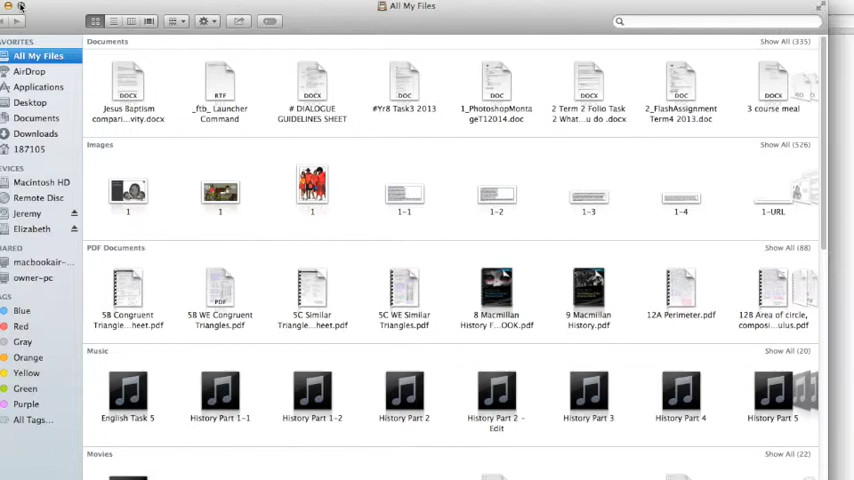 All My Files
FAVORITES
All My Files
AirDrop
Applications
Desktop
Documents
Downloads
187105
DEVICES
Macintosh HD
Remote Disc
Jeremy
Elizabeth
SHARED
macbookair-...
owner-pc
TAGS
Blue
Red
Gray
Orange
Yellow
Green
Purple
All Tags...
Documents
Show All (335)
DOCX
RTF
DOCX
DOC
DOC
DOCX
DOC
DOCX
Jesus Baptism
compari...vv.docx
_ftb_ Launcher
Command
# DIALOGUE
GUIDELINES SHEET
#Yr8 Task3 2013
1_PhotoshopMonta
geT12014.doc
2 Term 2 Folio Task
2 What...u do .docx
2_FlashAssignment
Term4 2013.doc
3 course meal
Images
Show All (526)
1
1
1
1-1
1-2
1-3
1-4
1-URL
PDF Documents
Show All (88)
PDF
5B Congruent
Triangle...heet.pdf
5B WE Congruent
Triangles.pdf
5C Similar
Triangle...heet.pdf
5C WE Similar
Triangles.pdf
8 Macmillan
History F...OOK.pdf
9 Macmillan
History.pdf
12A Perimeter.pdf
12B Area of circle,
composi...ulus.pdf
Music
Show All (20)
English Task 5
History Part 1-1
History Part 1-2
History Part 2
History Part 2 -
Edit
History Part 3
History Part 4
History Part 5
Movies
Show All (22)